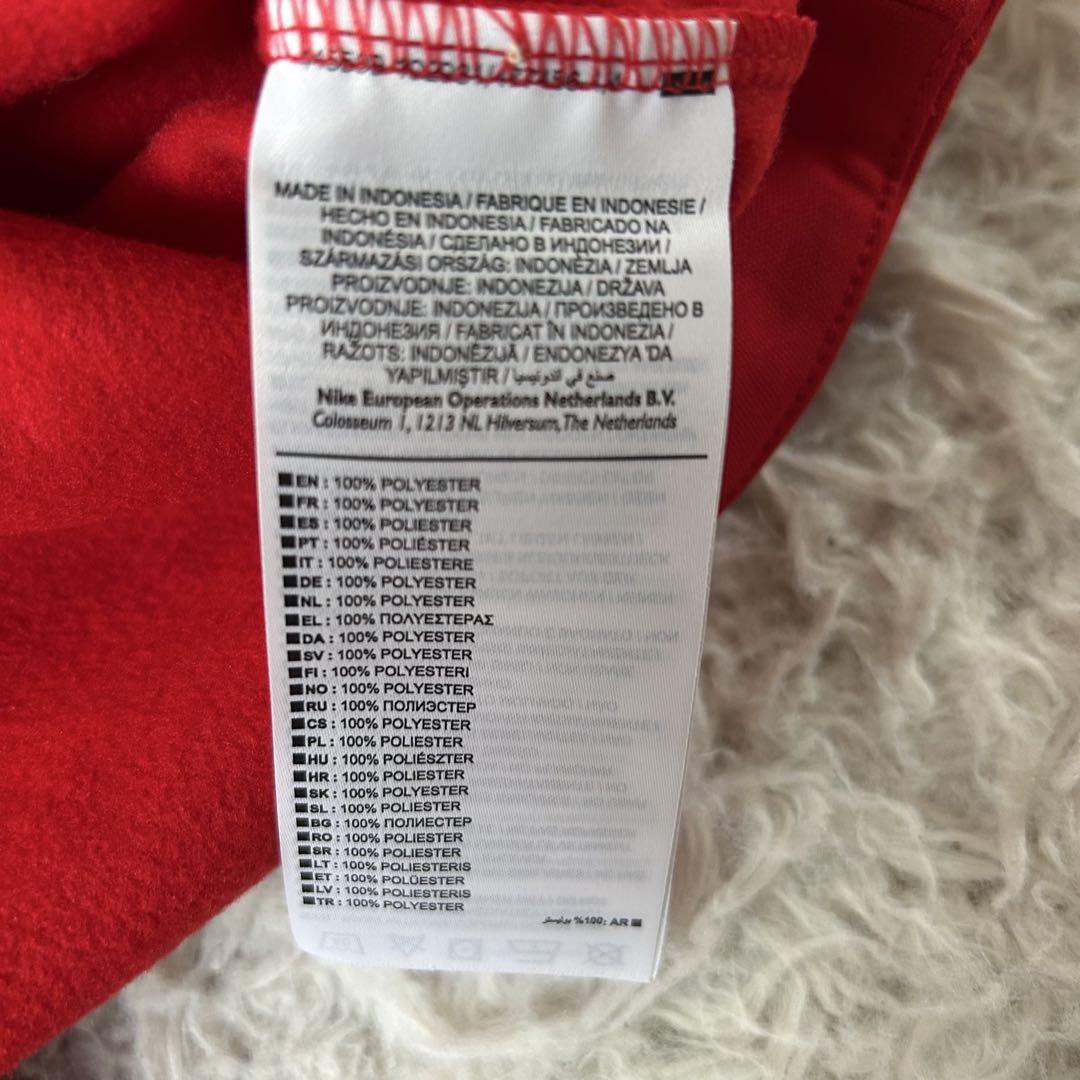 MADE IN INDONESIA / FABRIQUE EN INDONESIE /
HECHO EN INDONESIA / FABRICADO NA
INDONÉSIA / СДЕЛАНО В ИНДОНЕЗИИ /
SZÁRMAZÁSI ORSZÁG: INDONÉZIA / ZEMLJA
PROIZVODNJE: INDONEZIJA / DRŽAVA
PROIZVODNJE: INDONEZIJA / ПРОИЗВЕДЕНО В
ИНДОНЕЗИЯ / FABRICAT ÎN INDONEZIA /
RAŽOTS: INDONĒZIJĀ / ENDONEZYA 'DA
YAPILMIŞTIR / صنع في اندونيسيا
Nike European Operations Netherlands B.V.
Colosseum 1, 1213 NL Hilversum, The Netherlands
EN : 100% POLYESTER
FR : 100% POLYESTER
ES : 100% POLIESTER
PT : 100% POLIÉSTER
IT : 100% POLIESTERE
DE : 100% POLYESTER
NL : 100% POLYESTER
EL : 100% ΠΟΛΥΕΣΤΕΡΑΣ
DA : 100% POLYESTER
SV : 100% POLYESTER
FI : 100% POLYESTERI
NO : 100% POLYESTER
RU : 100% ПОЛИЭСТЕР
CS : 100% POLYESTER
PL : 100% POLIESTER
HU : 100% POLIÉSZTER
HR : 100% POLIESTER
SK : 100% POLYESTER
SL : 100% POLIESTER
BG : 100% ПОЛИЕСТЕР
RO : 100% POLIESTER
SR : 100% POLIESTER
LT : 100% POLIESTERIS
ET : 100% POLÜESTER
LV : 100% POLIESTERIS
TR : 100% POLYESTER
AR :100% بوليستر